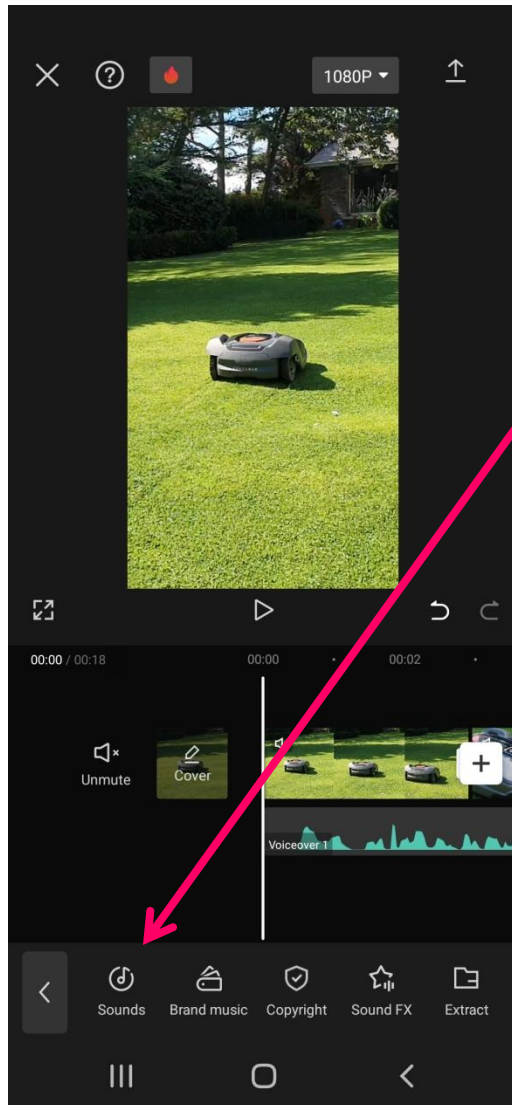 1080P
00:00 / 00:18 00:00 00:02
Unmute
Cover
Voiceover 1
Sounds Brand music Copyright Sound FX Extract